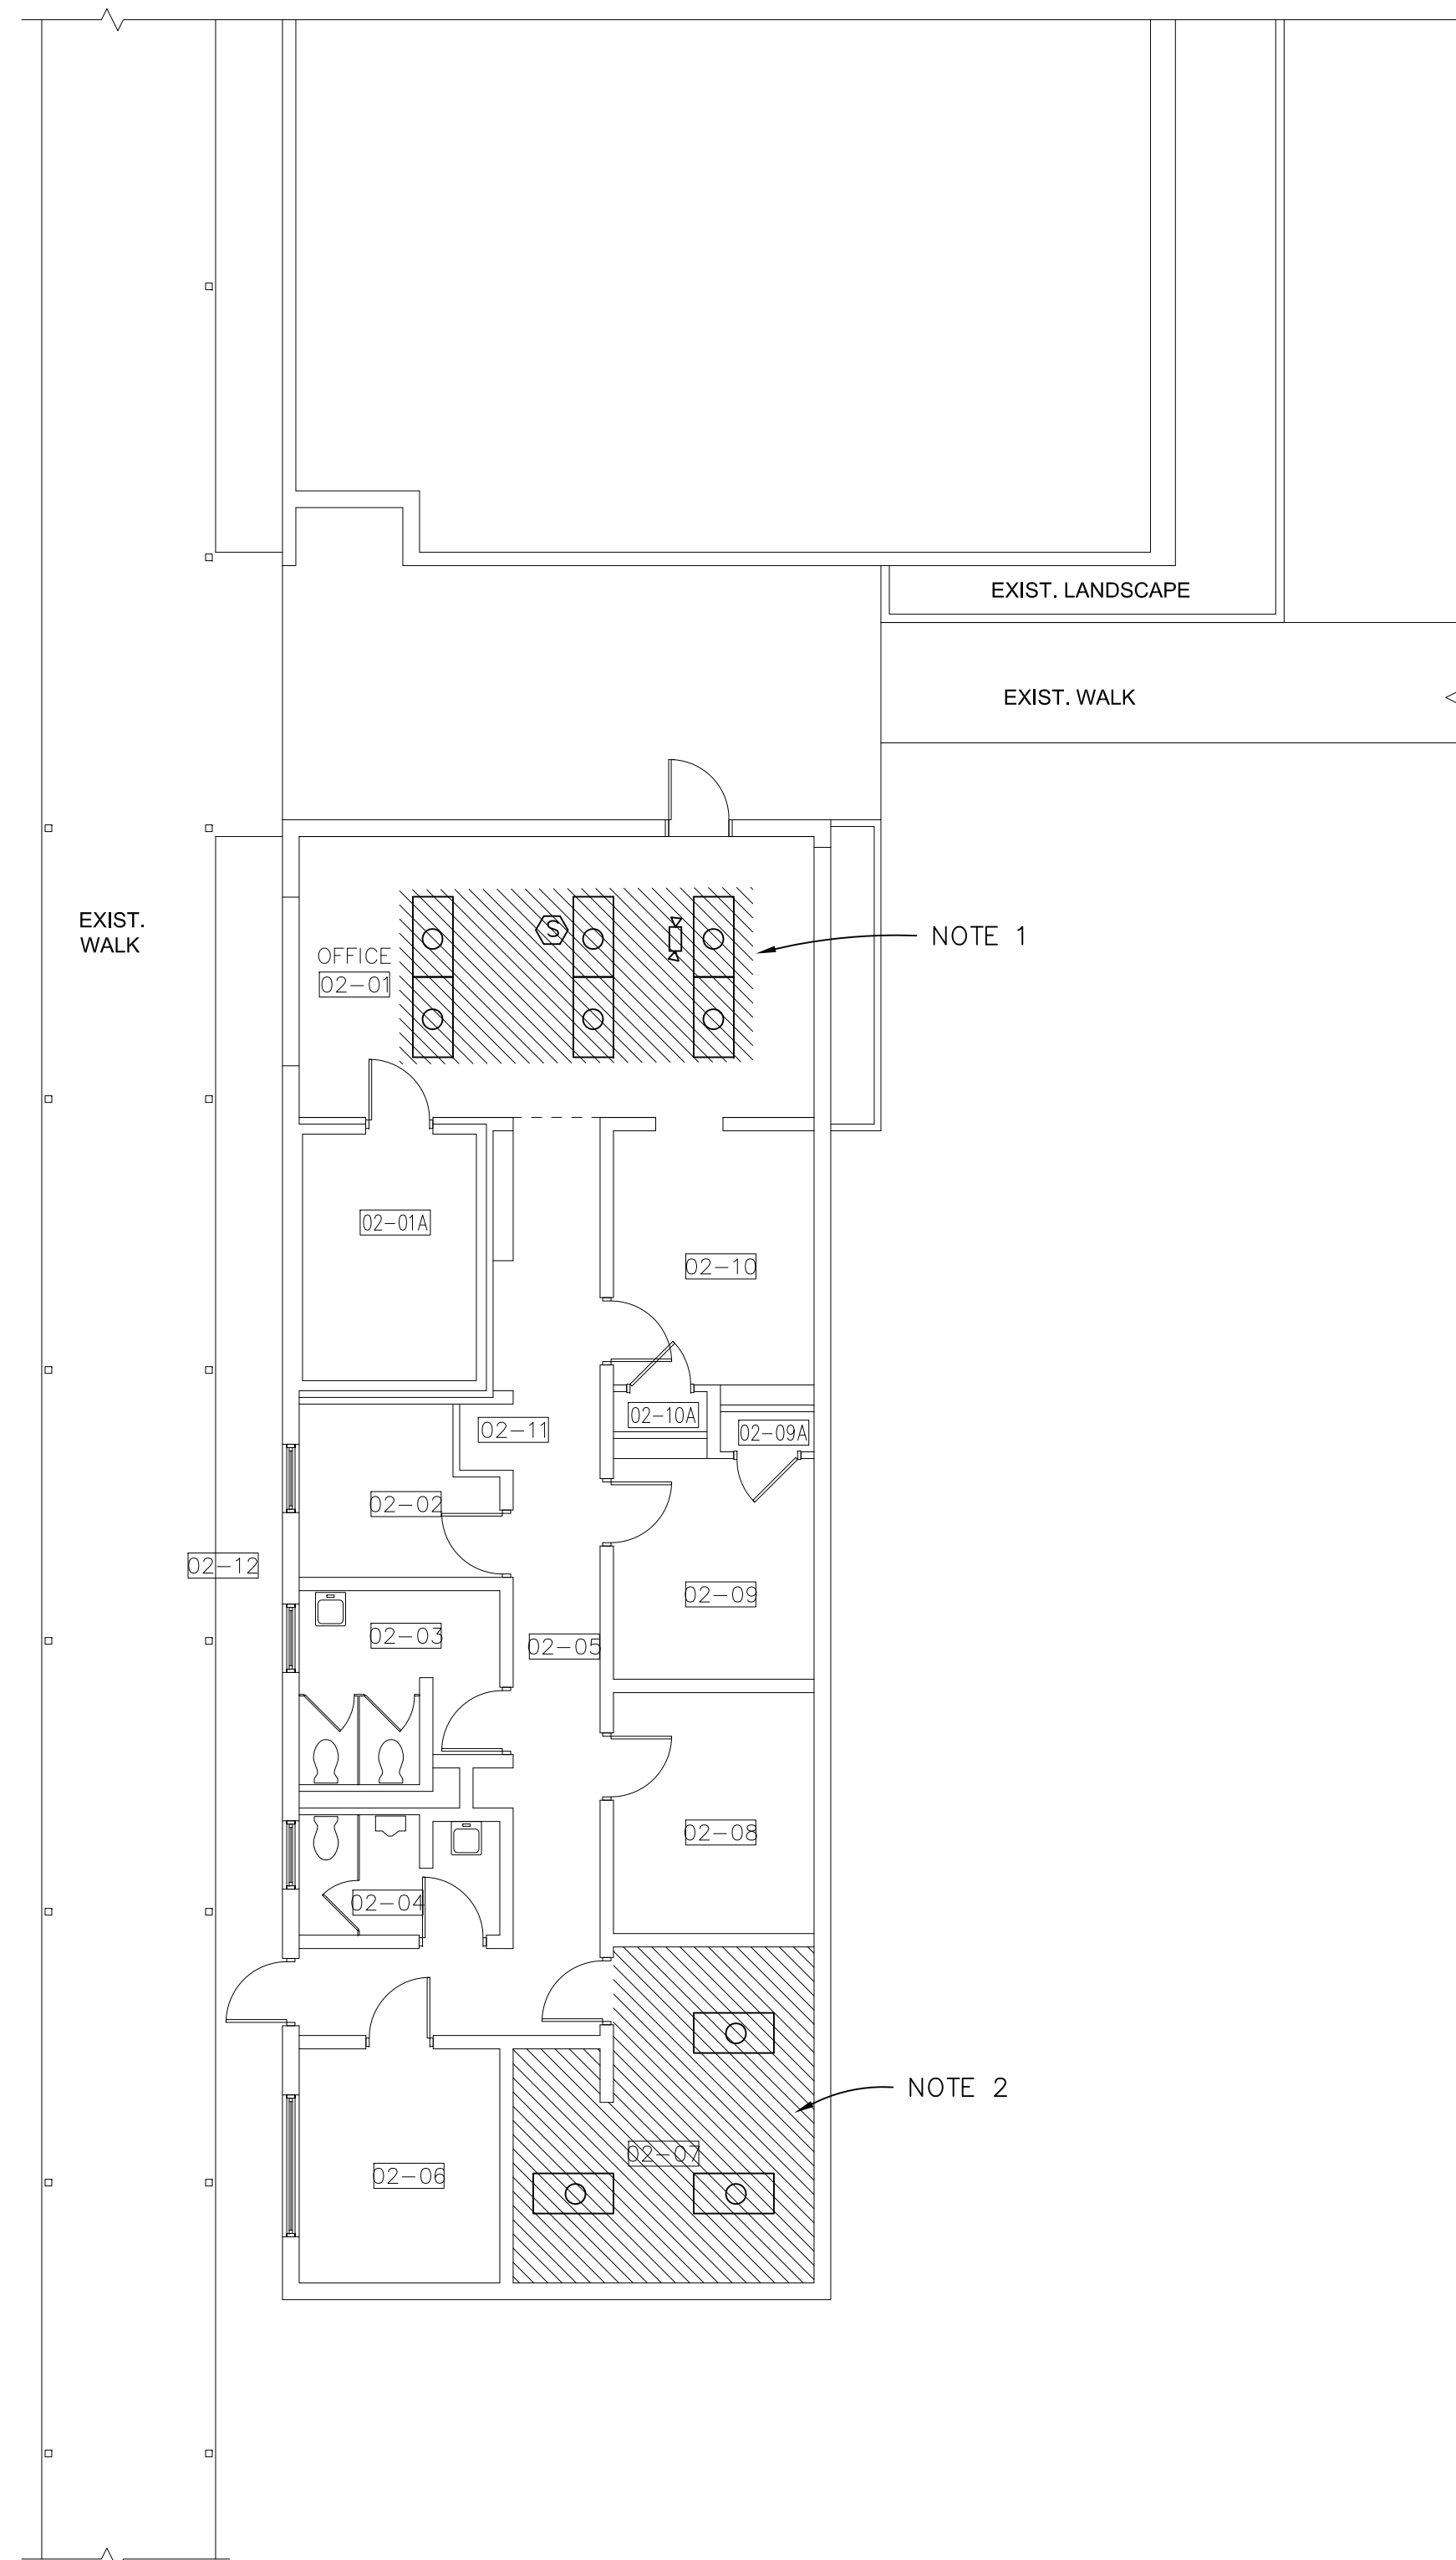 EXIST. LANDSCAPE
EXIST. WALK
EXIST.
WALK
NOTE 1
S
OFFICE
02-01
02-01A
02-10
02-10A
02-11
02-09A
02-02
02-12
02-09
02-03
02-05
02-08
02-04
NOTE 2
02-07
02-06